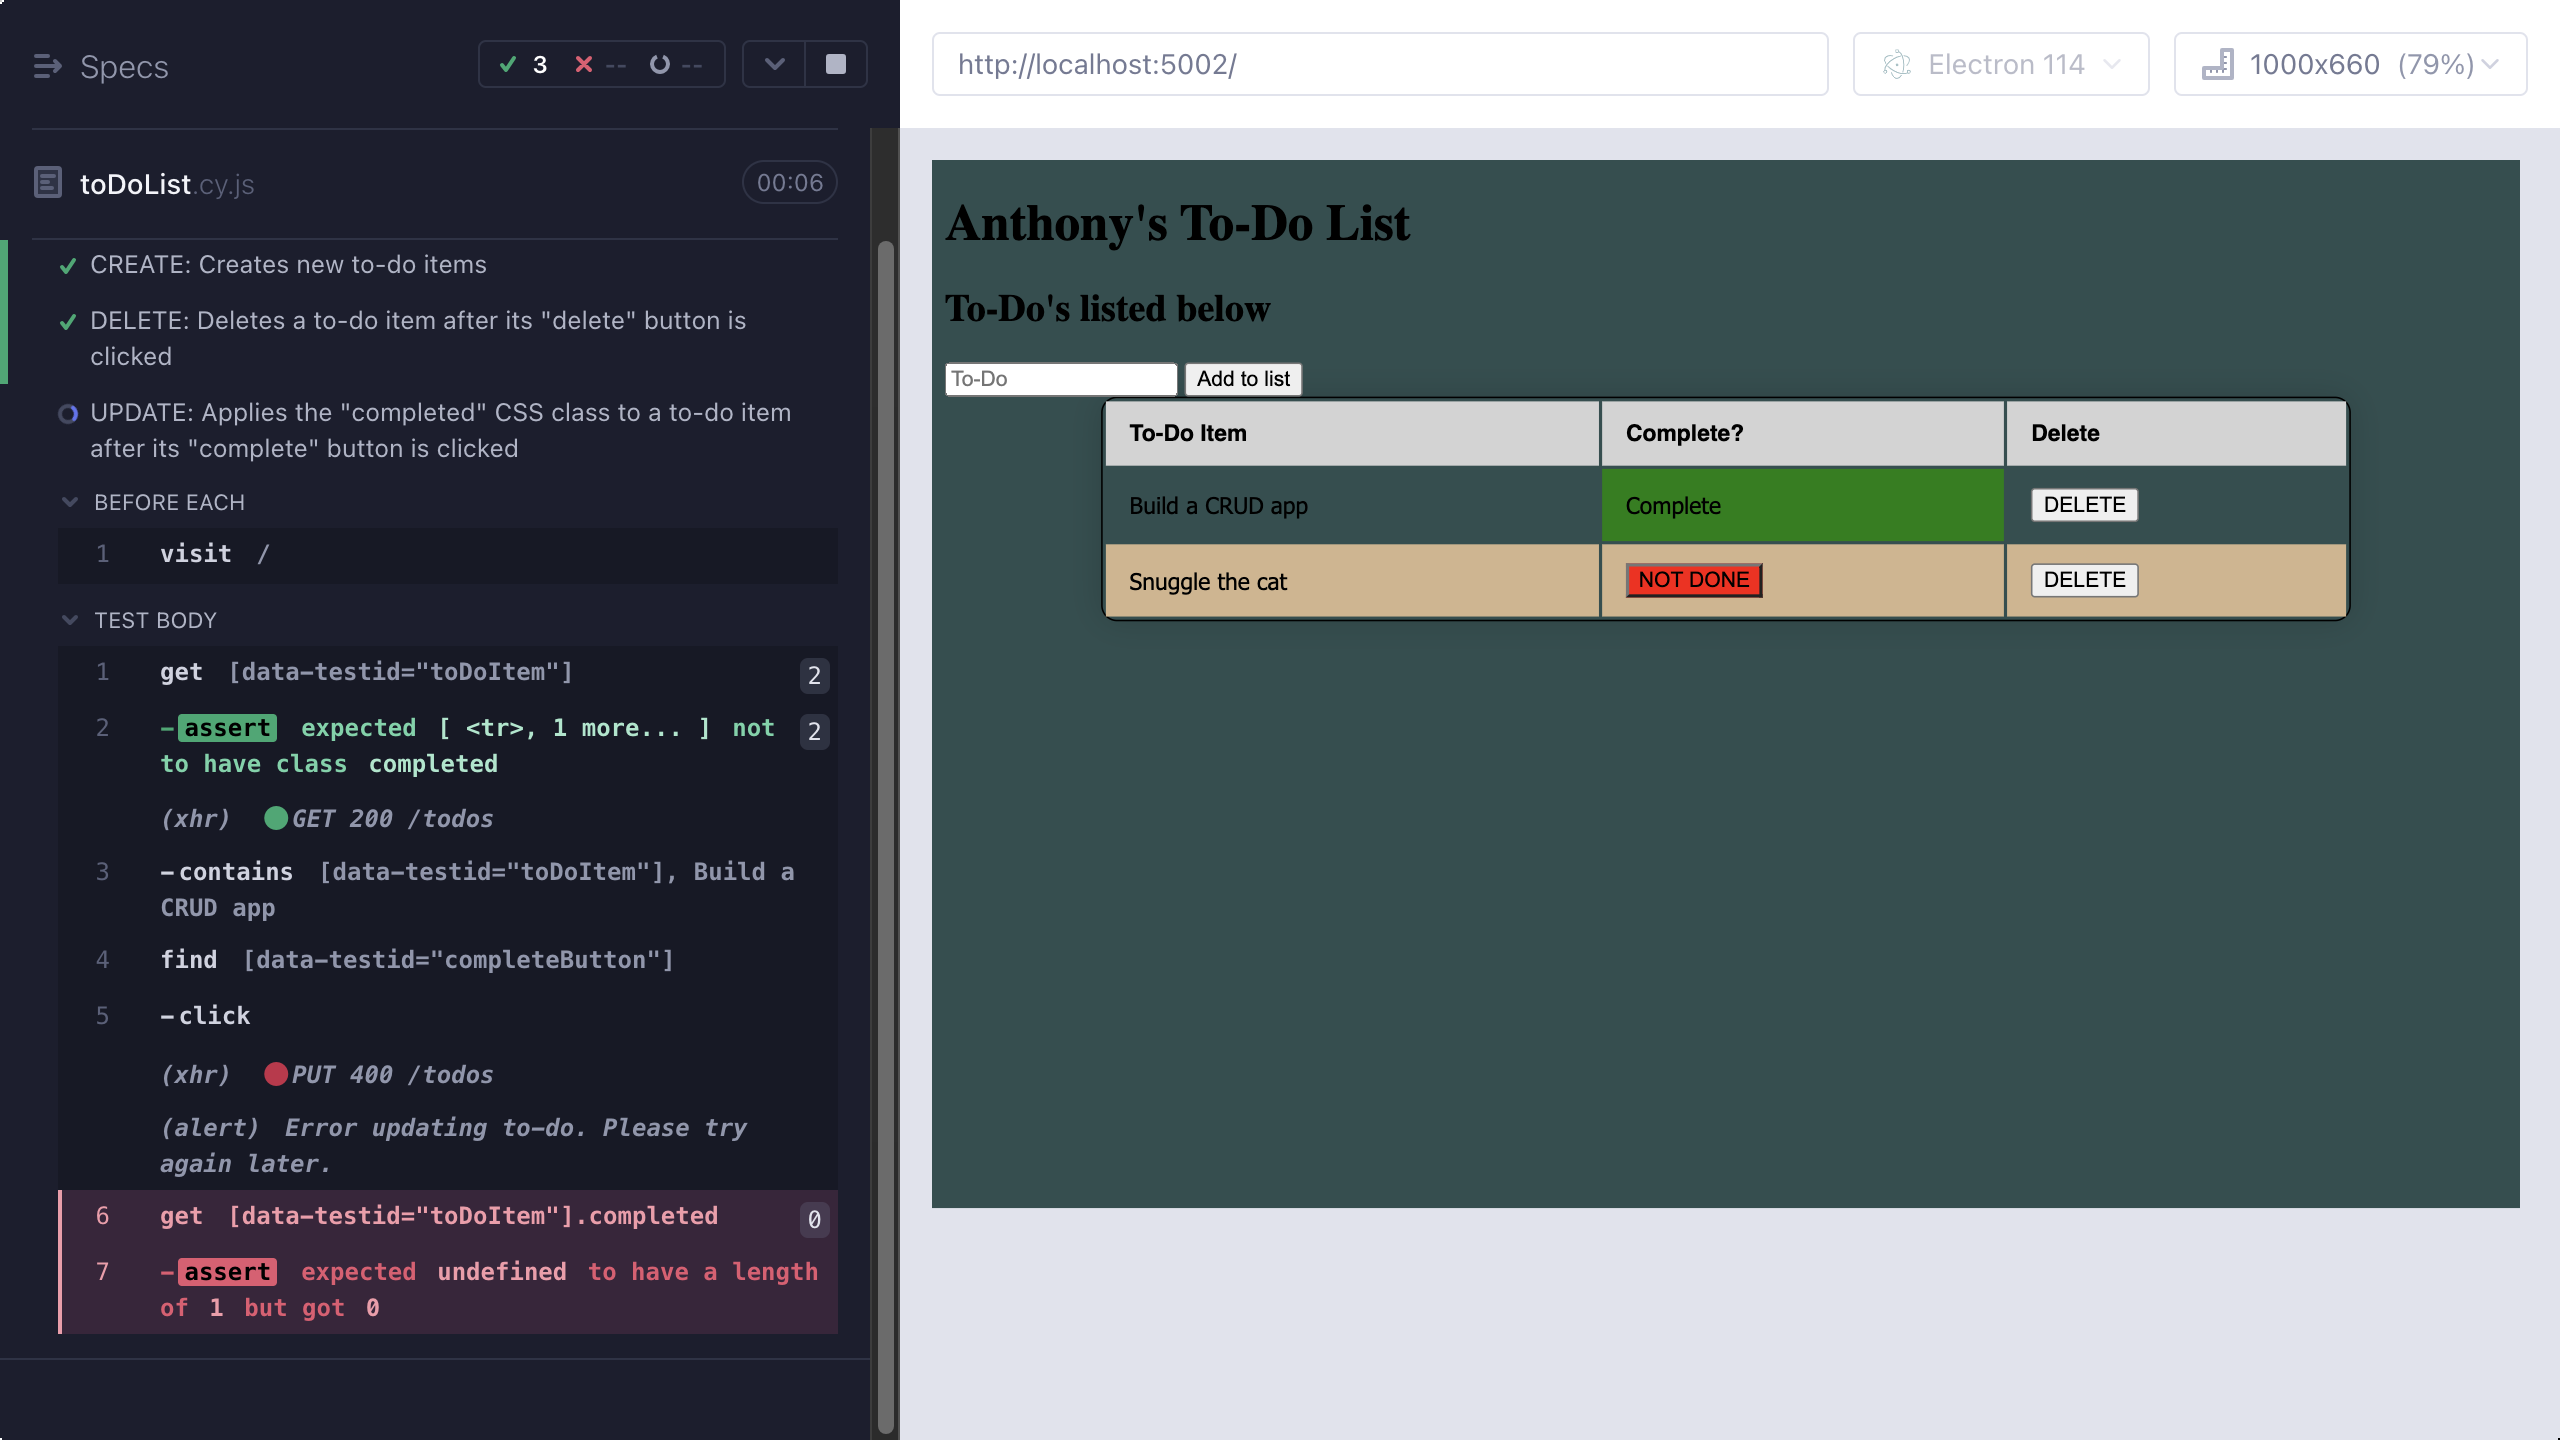 Specs
3 -- --
toDoList.cy.js 00:06
CREATE: Creates new to-do items
DELETE: Deletes a to-do item after its "delete" button is
clicked
UPDATE: Applies the "completed" CSS class to a to-do item
after its "complete" button is clicked
BEFORE EACH
1 visit /
TEST BODY
1 get [data-testid="toDoItem"] 2
2 -assert expected [ <tr>, 1 more... ] not 2
to have class completed
(xhr) GET 200 /todos
3 -contains [data-testid="toDoItem"], Build a
CRUD app
4 find [data-testid="completeButton"]
5 -click
(xhr) PUT 400 /todos
(alert) Error updating to-do. Please try
again later.
6 get [data-testid="toDoItem"].completed 0
7 -assert expected undefined to have a length
of 1 but got 0
http://localhost:5002/ Electron 114 1000x660 (79%)
Anthony's To-Do List
To-Do's listed below
To-Do Add to list
To-Do Item Complete? Delete
Build a CRUD app Complete DELETE
Snuggle the cat NOT DONE DELETE